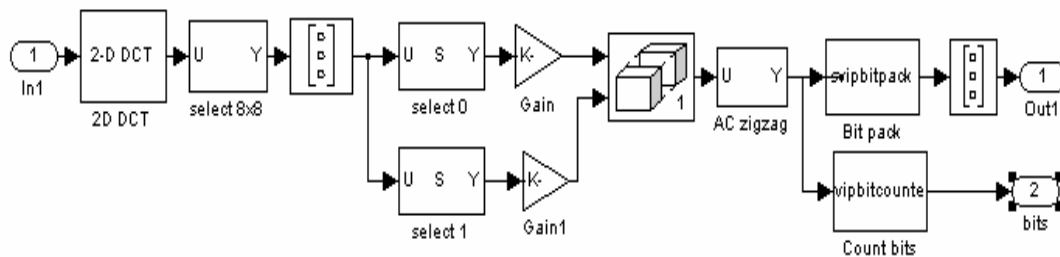 1
In1
2-D DCT
2D DCT
U Y
select 8x8
U S Y
select 0
K-
Gain
U S Y
select 1
K-
Gain1
1
U Y
AC zigzag
svipbitpack
Bit pack
vipbitcounte
Count bits
1
Out1
2
bits